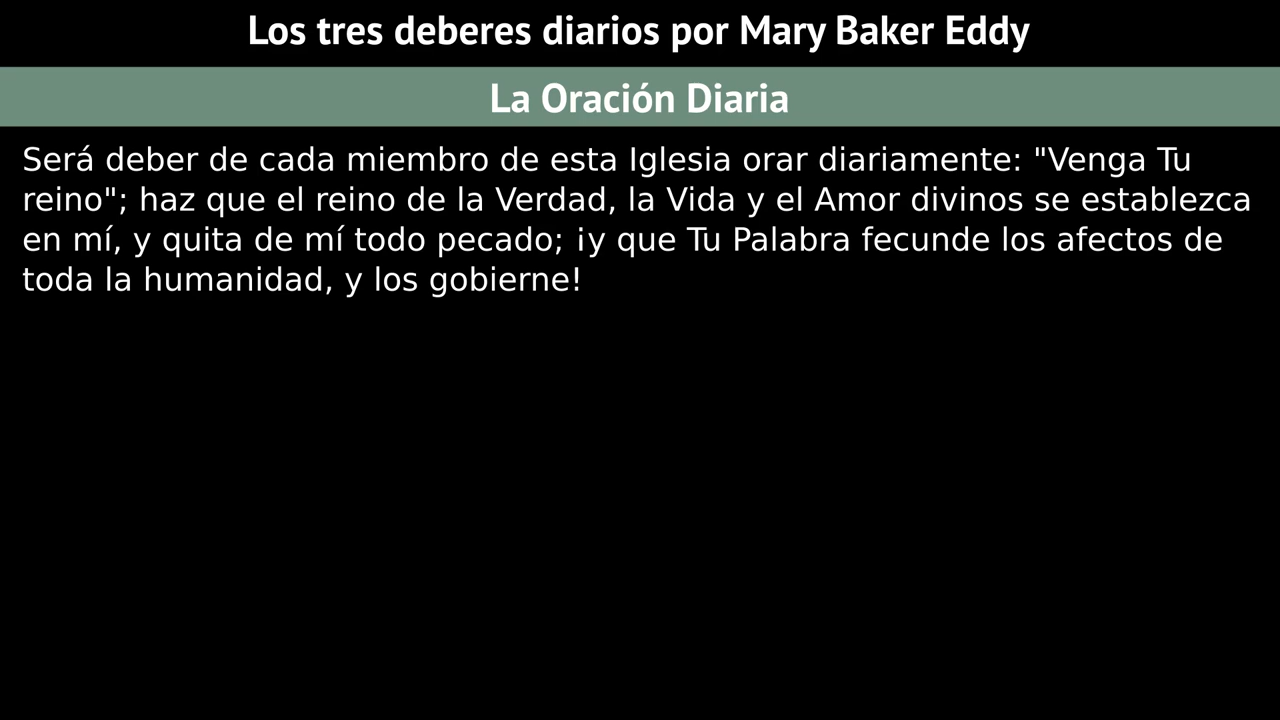 Los tres deberes diarios por Mary Baker Eddy
La Oración Diaria
Será deber de cada miembro de esta Iglesia orar diariamente: "Venga Tu
reino"; haz que el reino de la Verdad, la Vida y el Amor divinos se establezca
en mí, y quita de mí todo pecado; ¡y que Tu Palabra fecunde los afectos de
toda la humanidad, y los gobierne!